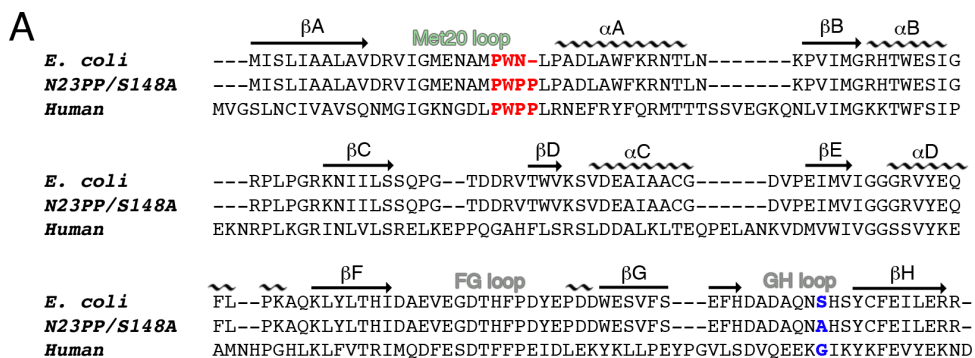 A
βA Met20 loop αA βB αB
E. coli ---MISLIAALAVDRVIGMENAMPWN-LPADLAWFKRNTLN-------KPVIMGRHTWESIG
N23PP/S148A ---MISLIAALAVDRVIGMENAMPWPPLPADLAWFKRNTLN-------KPVIMGRHTWESIG
Human MVGSLNCIVAVSQNMGIGKNGDLPWPPLRNEFRYFQRMTTTSSVEGKQNLVIMGKKTWFSIP
βC βD αC βE αD
E. coli ---RPLPGRKNIILSSQPG--TDDRVTWVKSVDEAIAACG-------DVPEIMVIGGGRVYEQ
N23PP/S148A ---RPLPGRKNIILSSQPG--TDDRVTWVKSVDEAIAACG-------DVPEIMVIGGGRVYEQ
Human EKNRPLKGRINLVLSRELKEPPQGAHFLSRSLDDALKLTEQPELANKVDMVWIVGGSSVYKE
βF FG loop βG GH loop βH
E. coli FL--PKAQKLYLTHIDAEVEGDTHFPDYEPDDWESVFS---EFHDADAQNSHSYCFEILERR-
N23PP/S148A FL--PKAQKLYLTHIDAEVEGDTHFPDYEPDDWESVFS---EFHDADAQNAHSYCFEILERR-
Human AMNHPGHLKLFVTRIMQDFESDTFFPEIDLEKYKLLPEYPGVLSDVQEEKGIKYKFEVYEKND